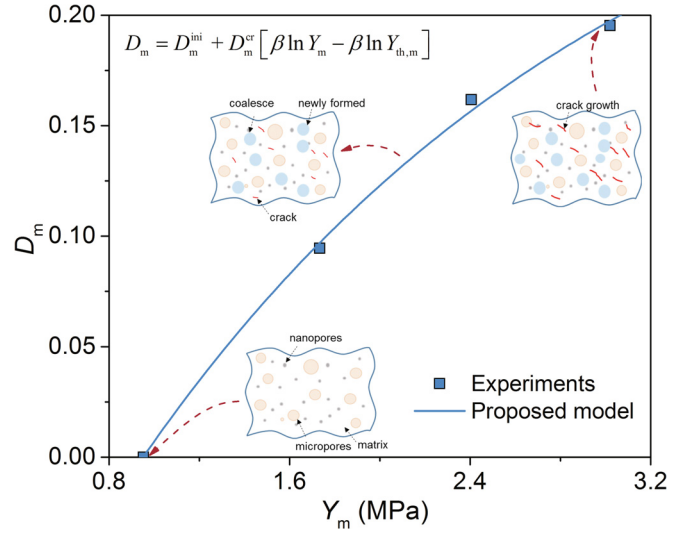 0.20
0.15
0.10
0.05
0.00
D_m
D_m = D_m^ini + D_m^cr [β ln Y_m − β ln Y_th,m]
coalesce
newly formed
crack
crack growth
nanopores
micropores
matrix
Experiments
Proposed model
0.8
1.6
2.4
3.2
Y_m (MPa)